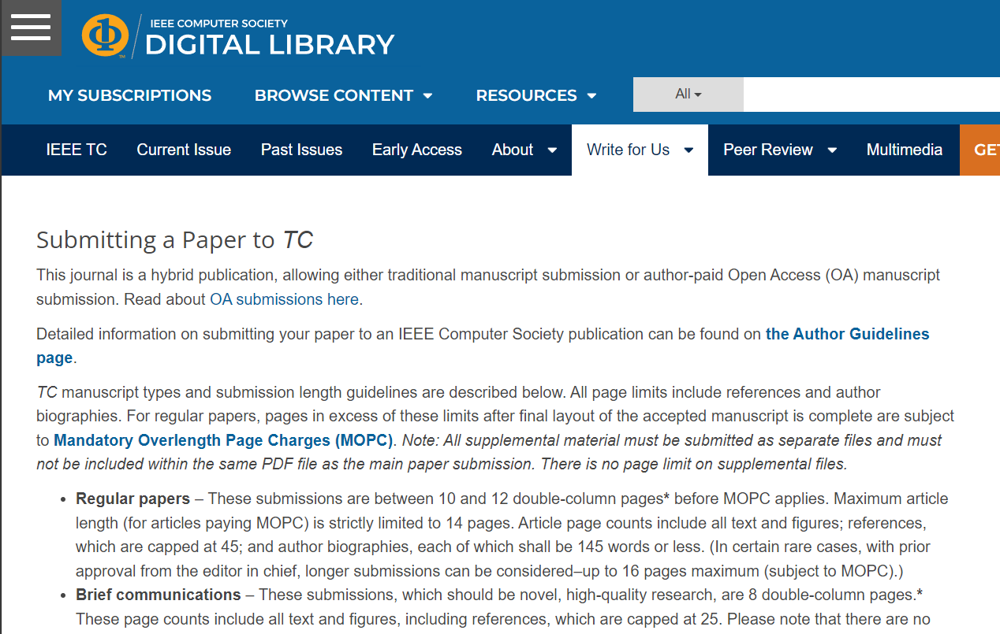 IEEE COMPUTER SOCIETY
DIGITAL LIBRARY
TM
MY SUBSCRIPTIONS BROWSE CONTENT RESOURCES All
IEEE TC Current Issue Past Issues Early Access About Write for Us Peer Review Multimedia GET
Submitting a Paper to TC
This journal is a hybrid publication, allowing either traditional manuscript submission or author-paid Open Access (OA) manuscript
submission. Read about OA submissions here.
Detailed information on submitting your paper to an IEEE Computer Society publication can be found on the Author Guidelines
page.
TC manuscript types and submission length guidelines are described below. All page limits include references and author
biographies. For regular papers, pages in excess of these limits after final layout of the accepted manuscript is complete are subject
to Mandatory Overlength Page Charges (MOPC). Note: All supplemental material must be submitted as separate files and must
not be included within the same PDF file as the main paper submission. There is no page limit on supplemental files.
• Regular papers – These submissions are between 10 and 12 double-column pages* before MOPC applies. Maximum article
length (for articles paying MOPC) is strictly limited to 14 pages. Article page counts include all text and figures; references,
which are capped at 45; and author biographies, each of which shall be 145 words or less. (In certain rare cases, with prior
approval from the editor in chief, longer submissions can be considered–up to 16 pages maximum (subject to MOPC).)
• Brief communications – These submissions, which should be novel, high-quality research, are 8 double-column pages.*
These page counts include all text and figures, including references, which are capped at 25. Please note that there are no